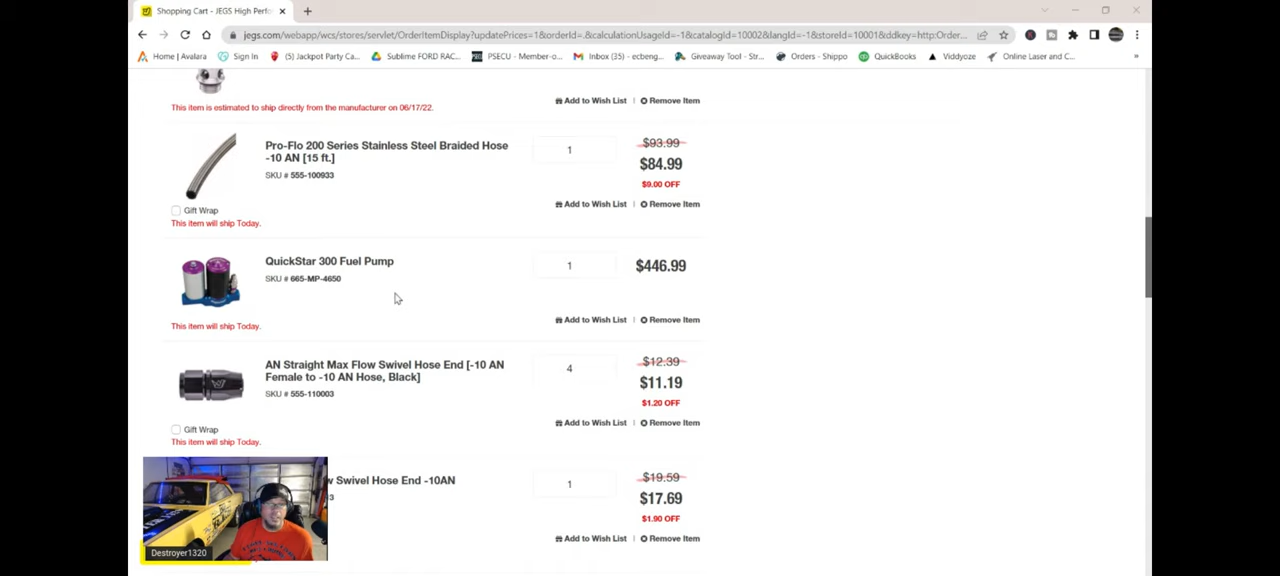 Shopping Cart - JEGS High Perfo
jegs.com/webapp/wcs/stores/servlet/OrderItemDisplay?updatePrices=1&orderId=.&calculationUsageId=-1&catalogId=10002&langId=-1&storeId=10001&ddkey=http:Order...
Home | Avalara Sign In (5) Jackpot Party Ca... Sublime FORD RAC... PSECU - Member-o... Inbox (35) - ecbeng... Giveaway Tool - Str... Orders - Shippo QuickBooks Viddyoze Online Laser and C... »
Add to Wish List | Remove Item
This item is estimated to ship directly from the manufacturer on 06/17/22.
Pro-Flo 200 Series Stainless Steel Braided Hose
-10 AN [15 ft.]
SKU # 555-100933
1
$93.99
$84.99
$9.00 OFF
Add to Wish List | Remove Item
Gift Wrap
This item will ship Today.
QuickStar 300 Fuel Pump
SKU # 665-MP-4650
1
$446.99
Add to Wish List | Remove Item
This item will ship Today.
AN Straight Max Flow Swivel Hose End [-10 AN
Female to -10 AN Hose, Black]
SKU # 555-110003
4
$12.39
$11.19
$1.20 OFF
Add to Wish List | Remove Item
Gift Wrap
This item will ship Today.
w Swivel Hose End -10AN
3
1
$19.59
$17.69
$1.90 OFF
Add to Wish List | Remove Item
Destroyer1320